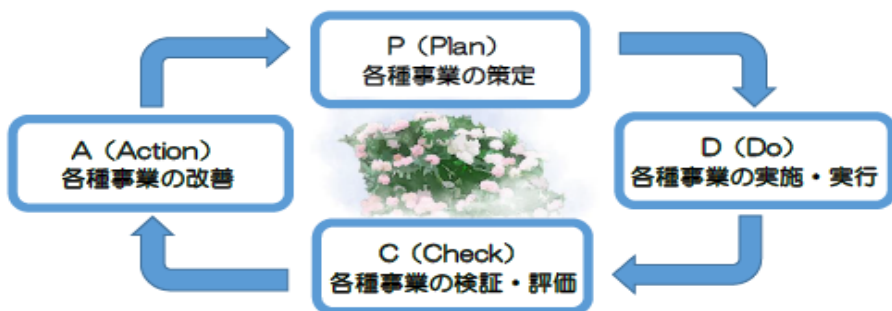 P（Plan）
各種事業の策定
D（Do）
各種事業の実施・実行
C（Check）
各種事業の検証・評価
A（Action）
各種事業の改善